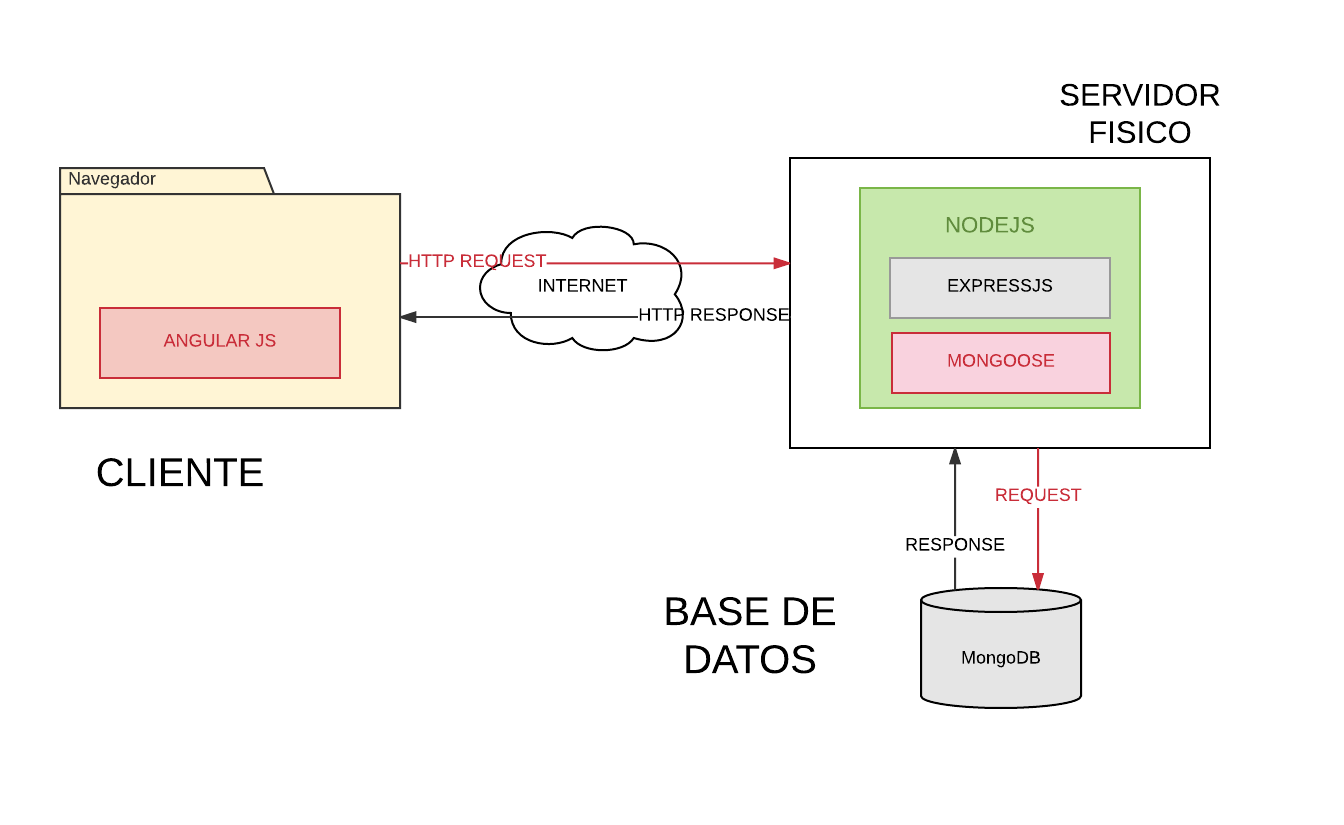 SERVIDOR
FISICO
Navegador
NODEJS
HTTP REQUEST
INTERNET
EXPRESSJS
HTTP RESPONSE
ANGULAR JS
MONGOOSE
CLIENTE
REQUEST
RESPONSE
BASE DE
DATOS
MongoDB